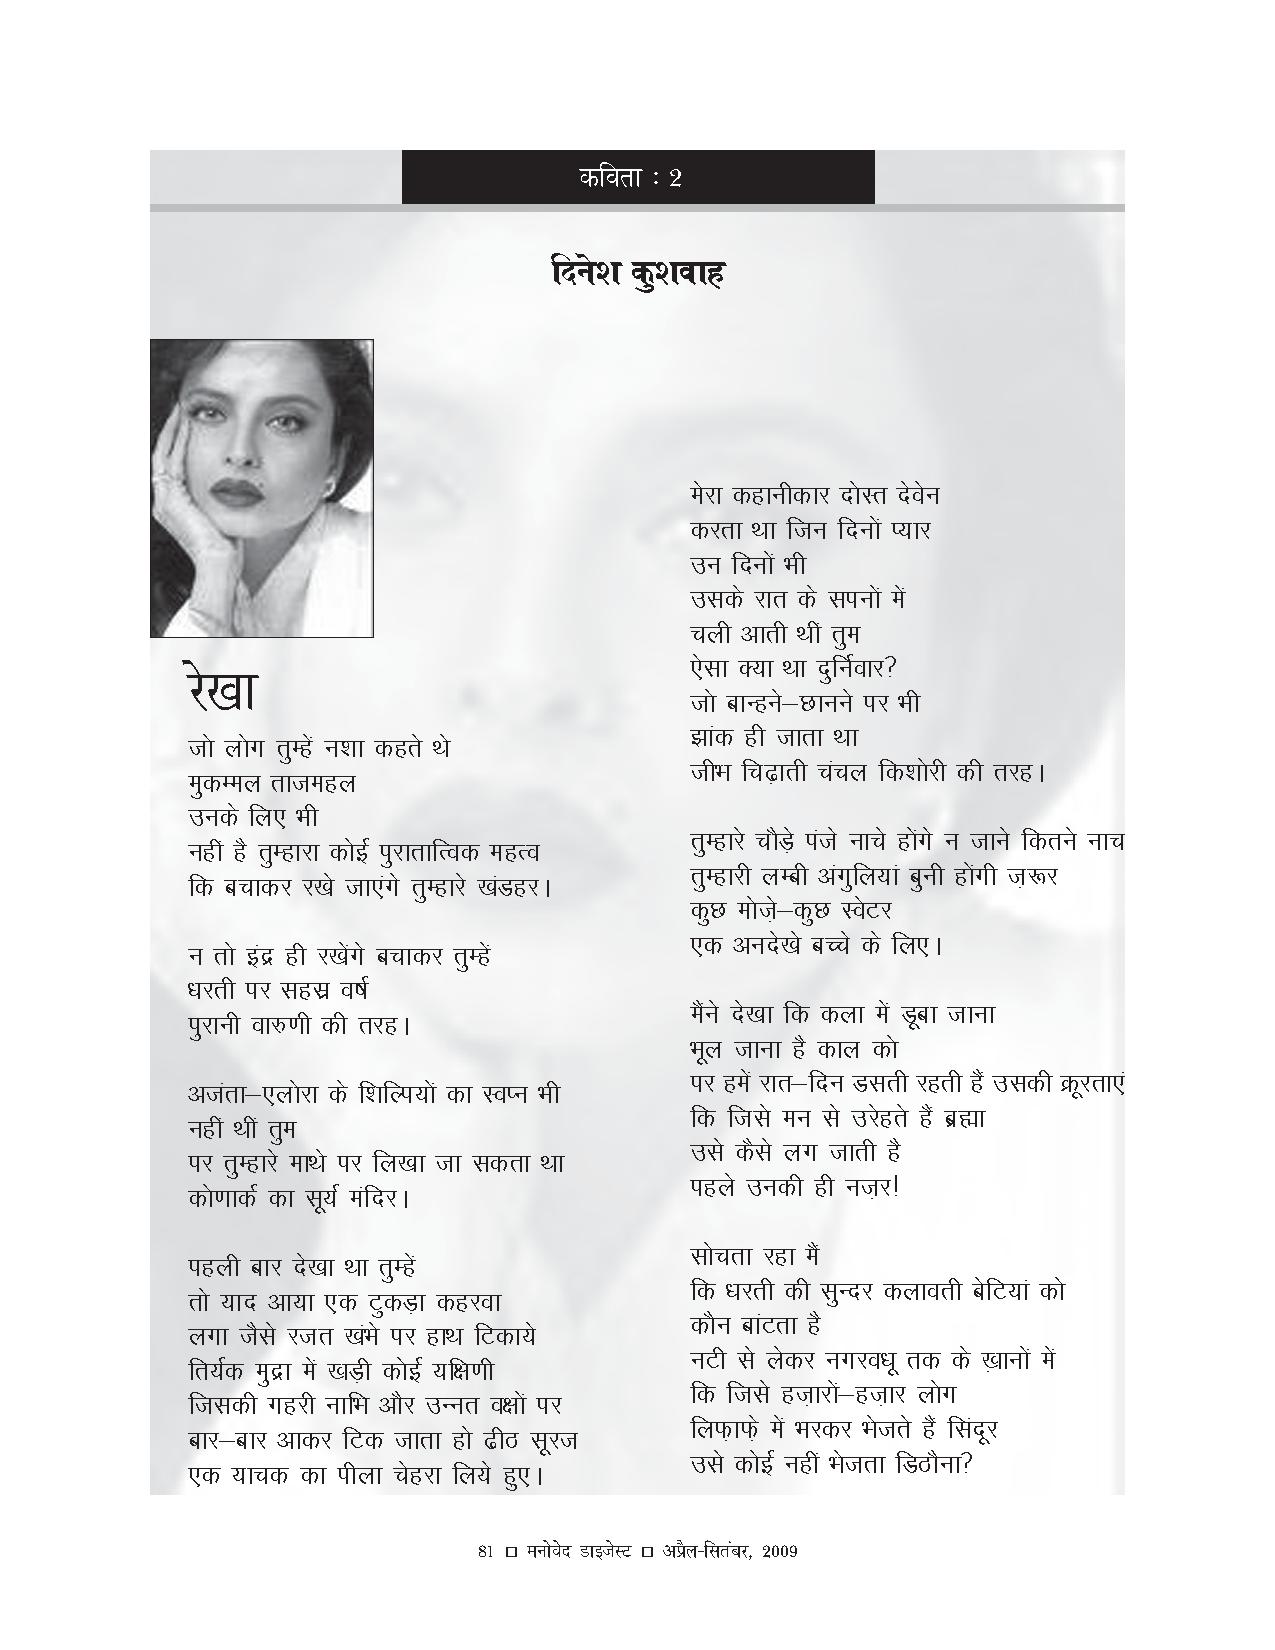 कविता : 2
दिनेश कुशवाह
रेखा
जो लोग तुम्हें नशा कहते थे
मुकम्मल ताजमहल
उनके लिए भी
नहीं है तुम्हारा कोई पुरातात्विक महत्व
कि बचाकर रखे जाएंगे तुम्हारे खंडहर।
न तो इंद्र ही रखेंगे बचाकर तुम्हें
धरती पर सहस्र वर्ष
पुरानी वारुणी की तरह।
अजंता–एलोरा के शिल्पियों का स्वप्न भी
नहीं थीं तुम
पर तुम्हारे माथे पर लिखा जा सकता था
कोणार्क का सूर्य मंदिर।
पहली बार देखा था तुम्हें
तो याद आया एक टुकड़ा कहरवा
लगा जैसे रजत खंभे पर हाथ टिकाये
तिर्यक मुद्रा में खड़ी कोई यक्षिणी
जिसकी गहरी नाभि और उन्नत वक्षों पर
बार–बार आकर टिक जाता हो ढीठ सूरज
एक याचक का पीला चेहरा लिये हुए।
मेरा कहानीकार दोस्त देवेन
करता था जिन दिनों प्यार
उन दिनों भी
उसके रात के सपनों में
चली आती थीं तुम
ऐसा क्या था दुर्निवार?
जो बान्हने–छानने पर भी
झांक ही जाता था
जीभ चिढ़ाती चंचल किशोरी की तरह।
तुम्हारे चौड़े पंजे नाचे होंगे न जाने कितने नाच
तुम्हारी लम्बी अंगुलियां बुनी होंगी ज़रूर
कुछ मोज़े–कुछ स्वेटर
एक अनदेखे बच्चे के लिए।
मैंने देखा कि कला में डूबा जाना
भूल जाना है काल को
पर हमें रात–दिन डसती रहती हैं उसकी क्रूरताएं
कि जिसे मन से उरेहते हैं ब्रह्मा
उसे कैसे लग जाती है
पहले उनकी ही नज़र!
सोचता रहा मैं
कि धरती की सुन्दर कलावती बेटियां को
कौन बांटता है
नटी से लेकर नगरवधू तक के ख़ानों में
कि जिसे हज़ारों–हज़ार लोग
लिफ़ाफ़े में भरकर भेजते हैं सिंदूर
उसे कोई नहीं भेजता डिठौना?
81 □ मनोवेद डाइजेस्ट □ अप्रैल-सितंबर, 2009